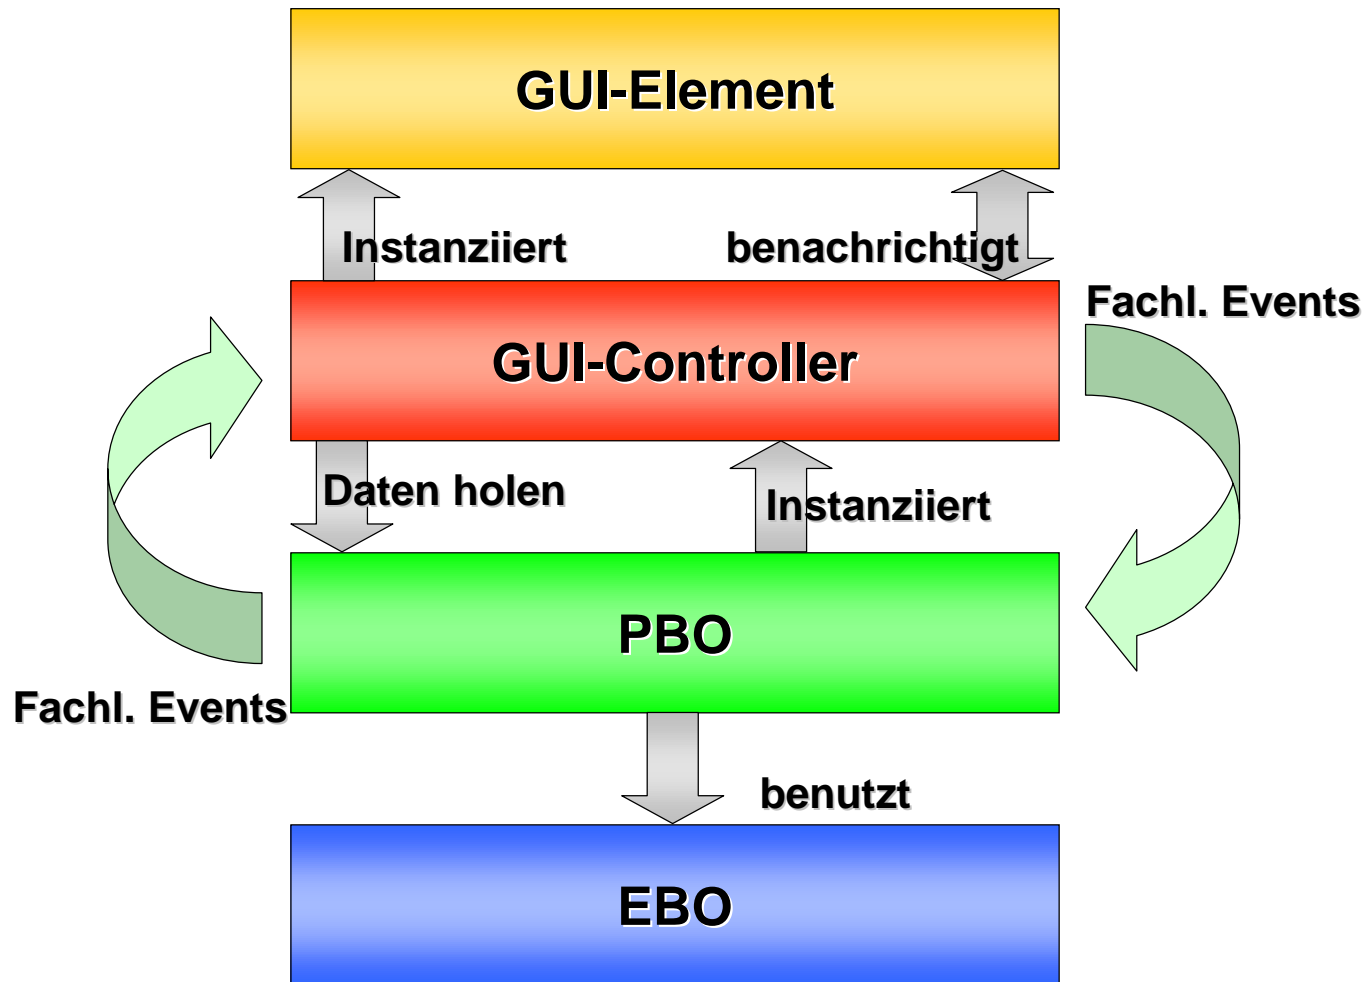 GUI-Element
Instanziiert
benachrichtigt
Fachl. Events
GUI-Controller
Daten holen
Instanziiert
PBO
Fachl. Events
benutzt
EBO